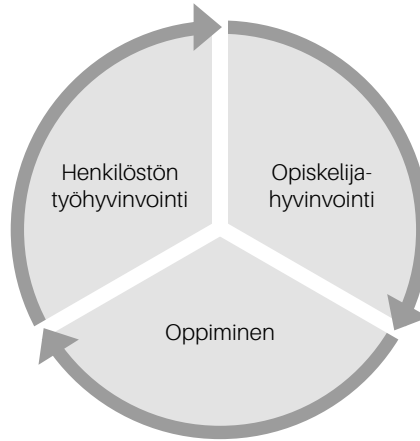 Henkilöstön
työhyvinvointi
Opiskelija-
hyvinvointi
Oppiminen